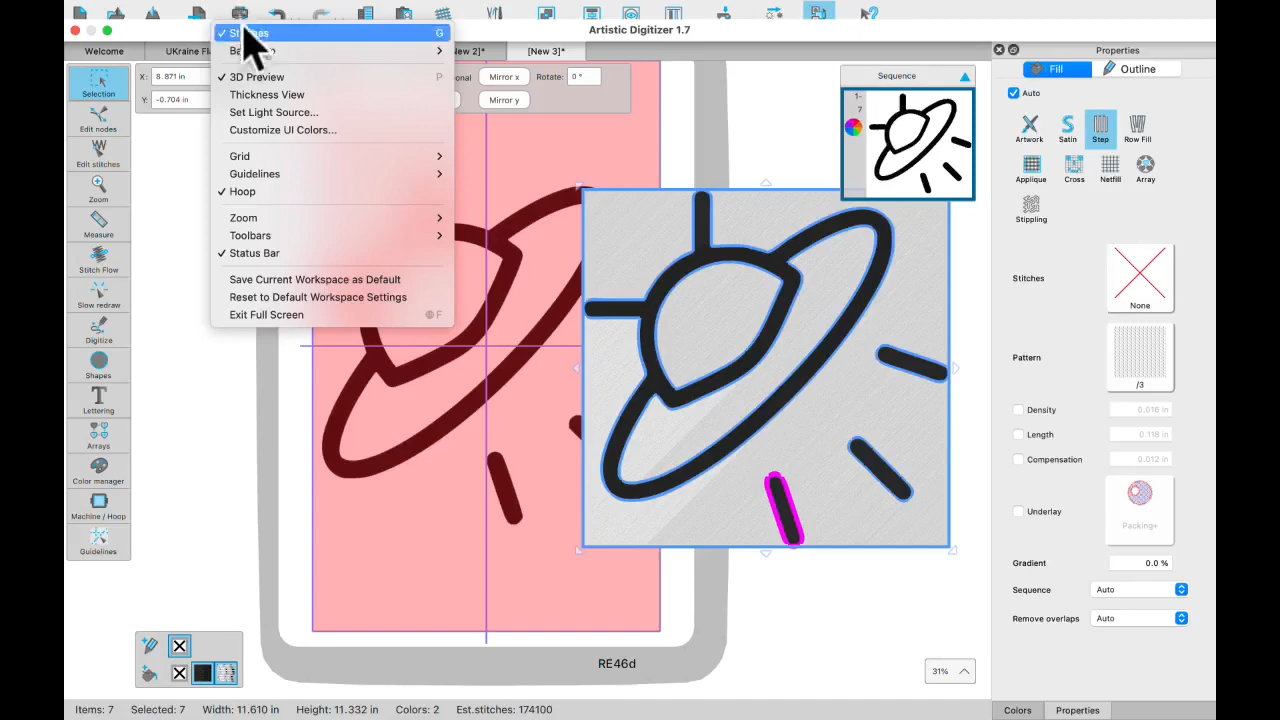 Artistic Digitizer 1.7
Welcome
UKraine Fla
New 2]*
[New 3]*
Properties
X: 8.871 in
Y: -0.704 in
onal
Mirror x
Mirror y
Rotate: 0 °
G
Ba
3D Preview P
Thickness View
Set Light Source...
Customize UI Colors...
Grid
Guidelines
Hoop
Zoom
Toolbars
Status Bar
Save Current Workspace as Default
Reset to Default Workspace Settings
Exit Full Screen F
Selection
Edit nodes
Edit stitches
Zoom
Measure
Stitch Flow
Slow redraw
Digitize
Shapes
Lettering
Arrays
Color manager
Machine / Hoop
Guidelines
Sequence
1-
7
RE46d
31%
Fill
Outline
Auto
Artwork
Satin
Step
Row Fill
Applique
Cross
Netfill
Array
Stippling
Stitches
None
Pattern
/3
Density 0.016 in
Length 0.118 in
Compensation 0.012 in
Underlay
Packing+
Gradient 0.0 %
Sequence Auto
Remove overlaps Auto
Items: 7 Selected: 7 Width: 11.610 in Height: 11.332 in Colors: 2 Est.stitches: 174100
Colors
Properties